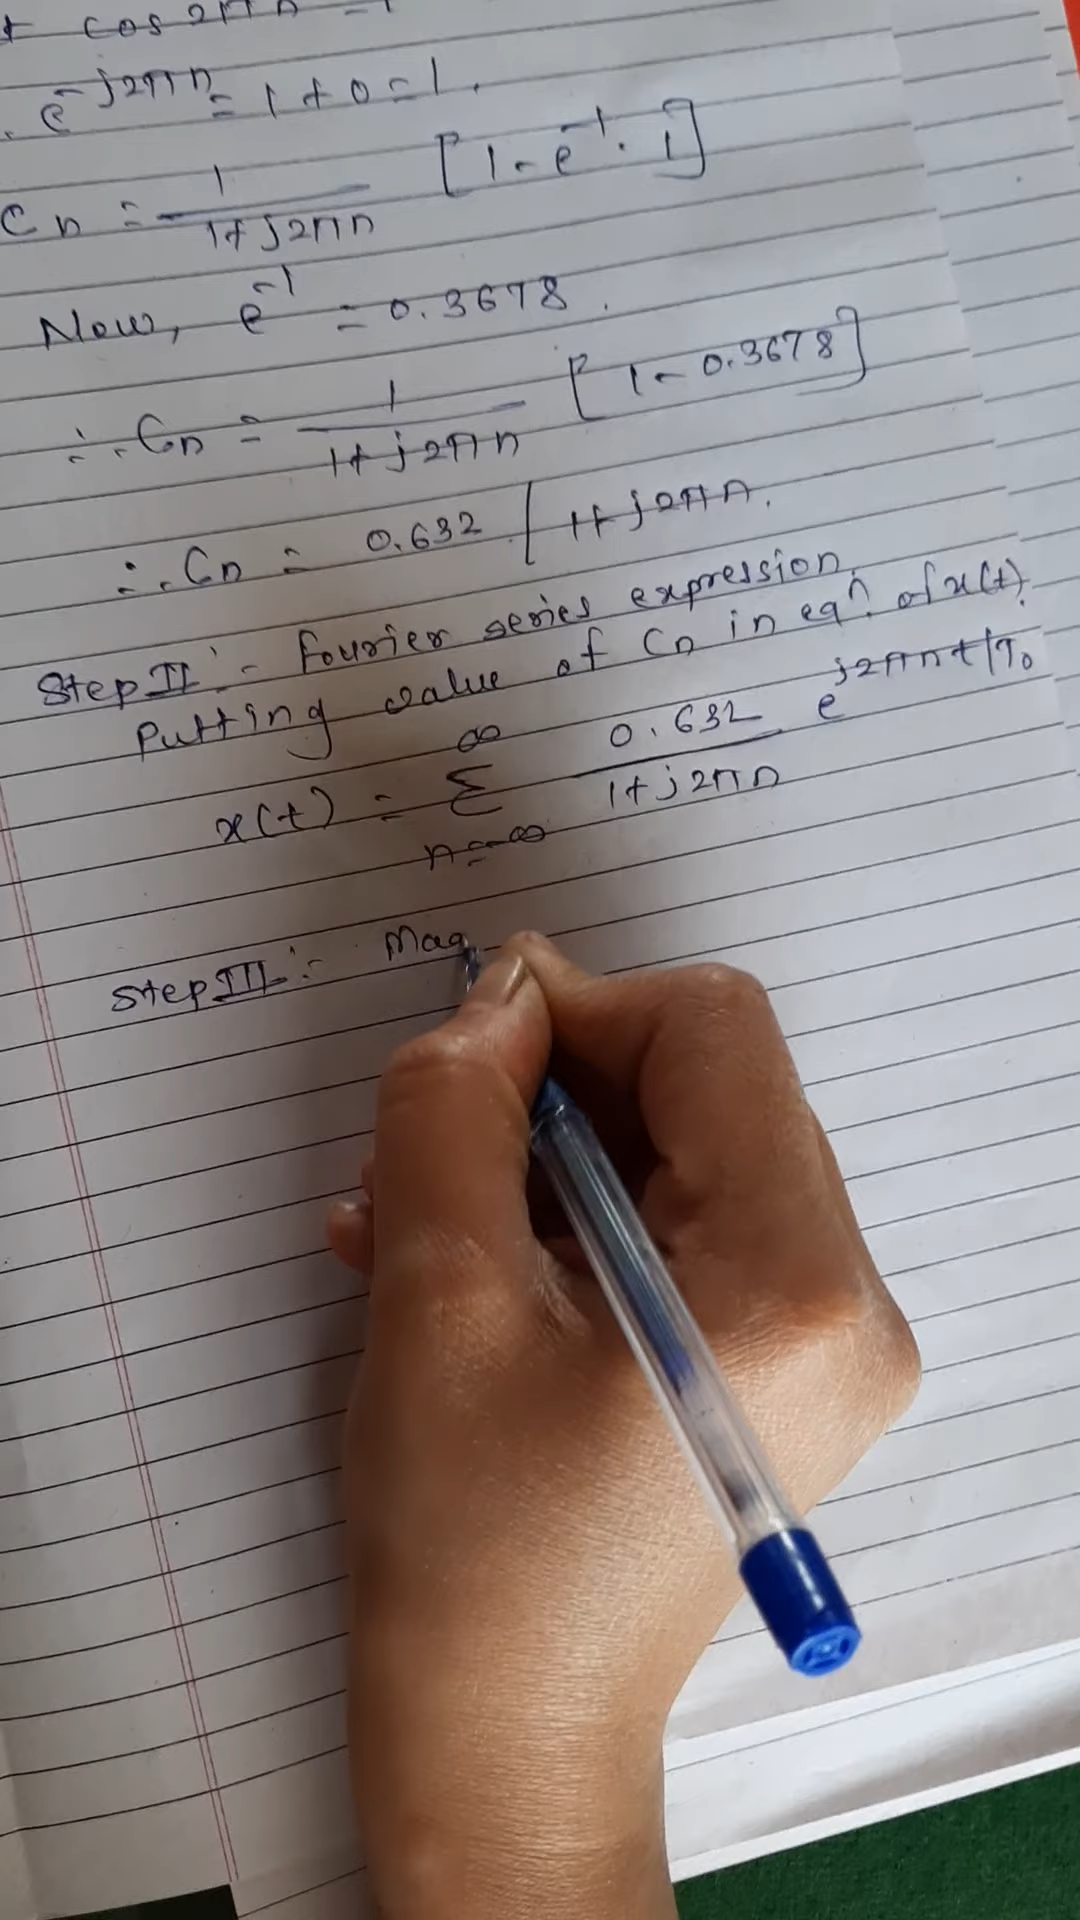 + cos 2πn = 1
. e^-j2πn = 1 + 0 = 1.
Cn = 1 / 1+j2πn [1 - e^-1 . 1]
Now, e^-1 = 0.3678.
∴ Cn = 1 / 1+j2πn [1 - 0.3678]
∴ Cn = 0.632 / 1+j2πn.
Step II :- Fourier series expression.
Putting value of Cn in eqn. of x(t).
x(t) = ∞ Σ n=-∞ 0.632 / 1+j2πn e^j2πnt/T0
Step III :- Mag